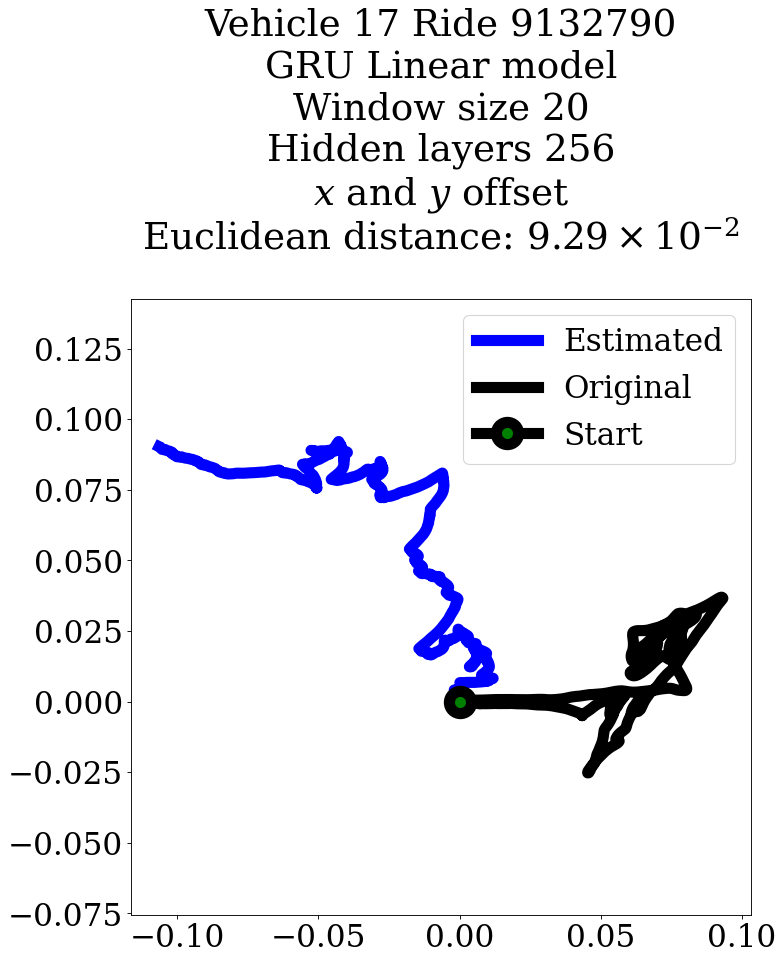 Vehicle 17 Ride 9132790
GRU Linear model
Window size 20
Hidden layers 256
x and y offset
Euclidean distance: 9.29 × 10⁻²
Estimated
Original
Start
0.125
0.100
0.075
0.050
0.025
0.000
−0.025
−0.050
−0.075
−0.10 −0.05 0.00 0.05 0.10